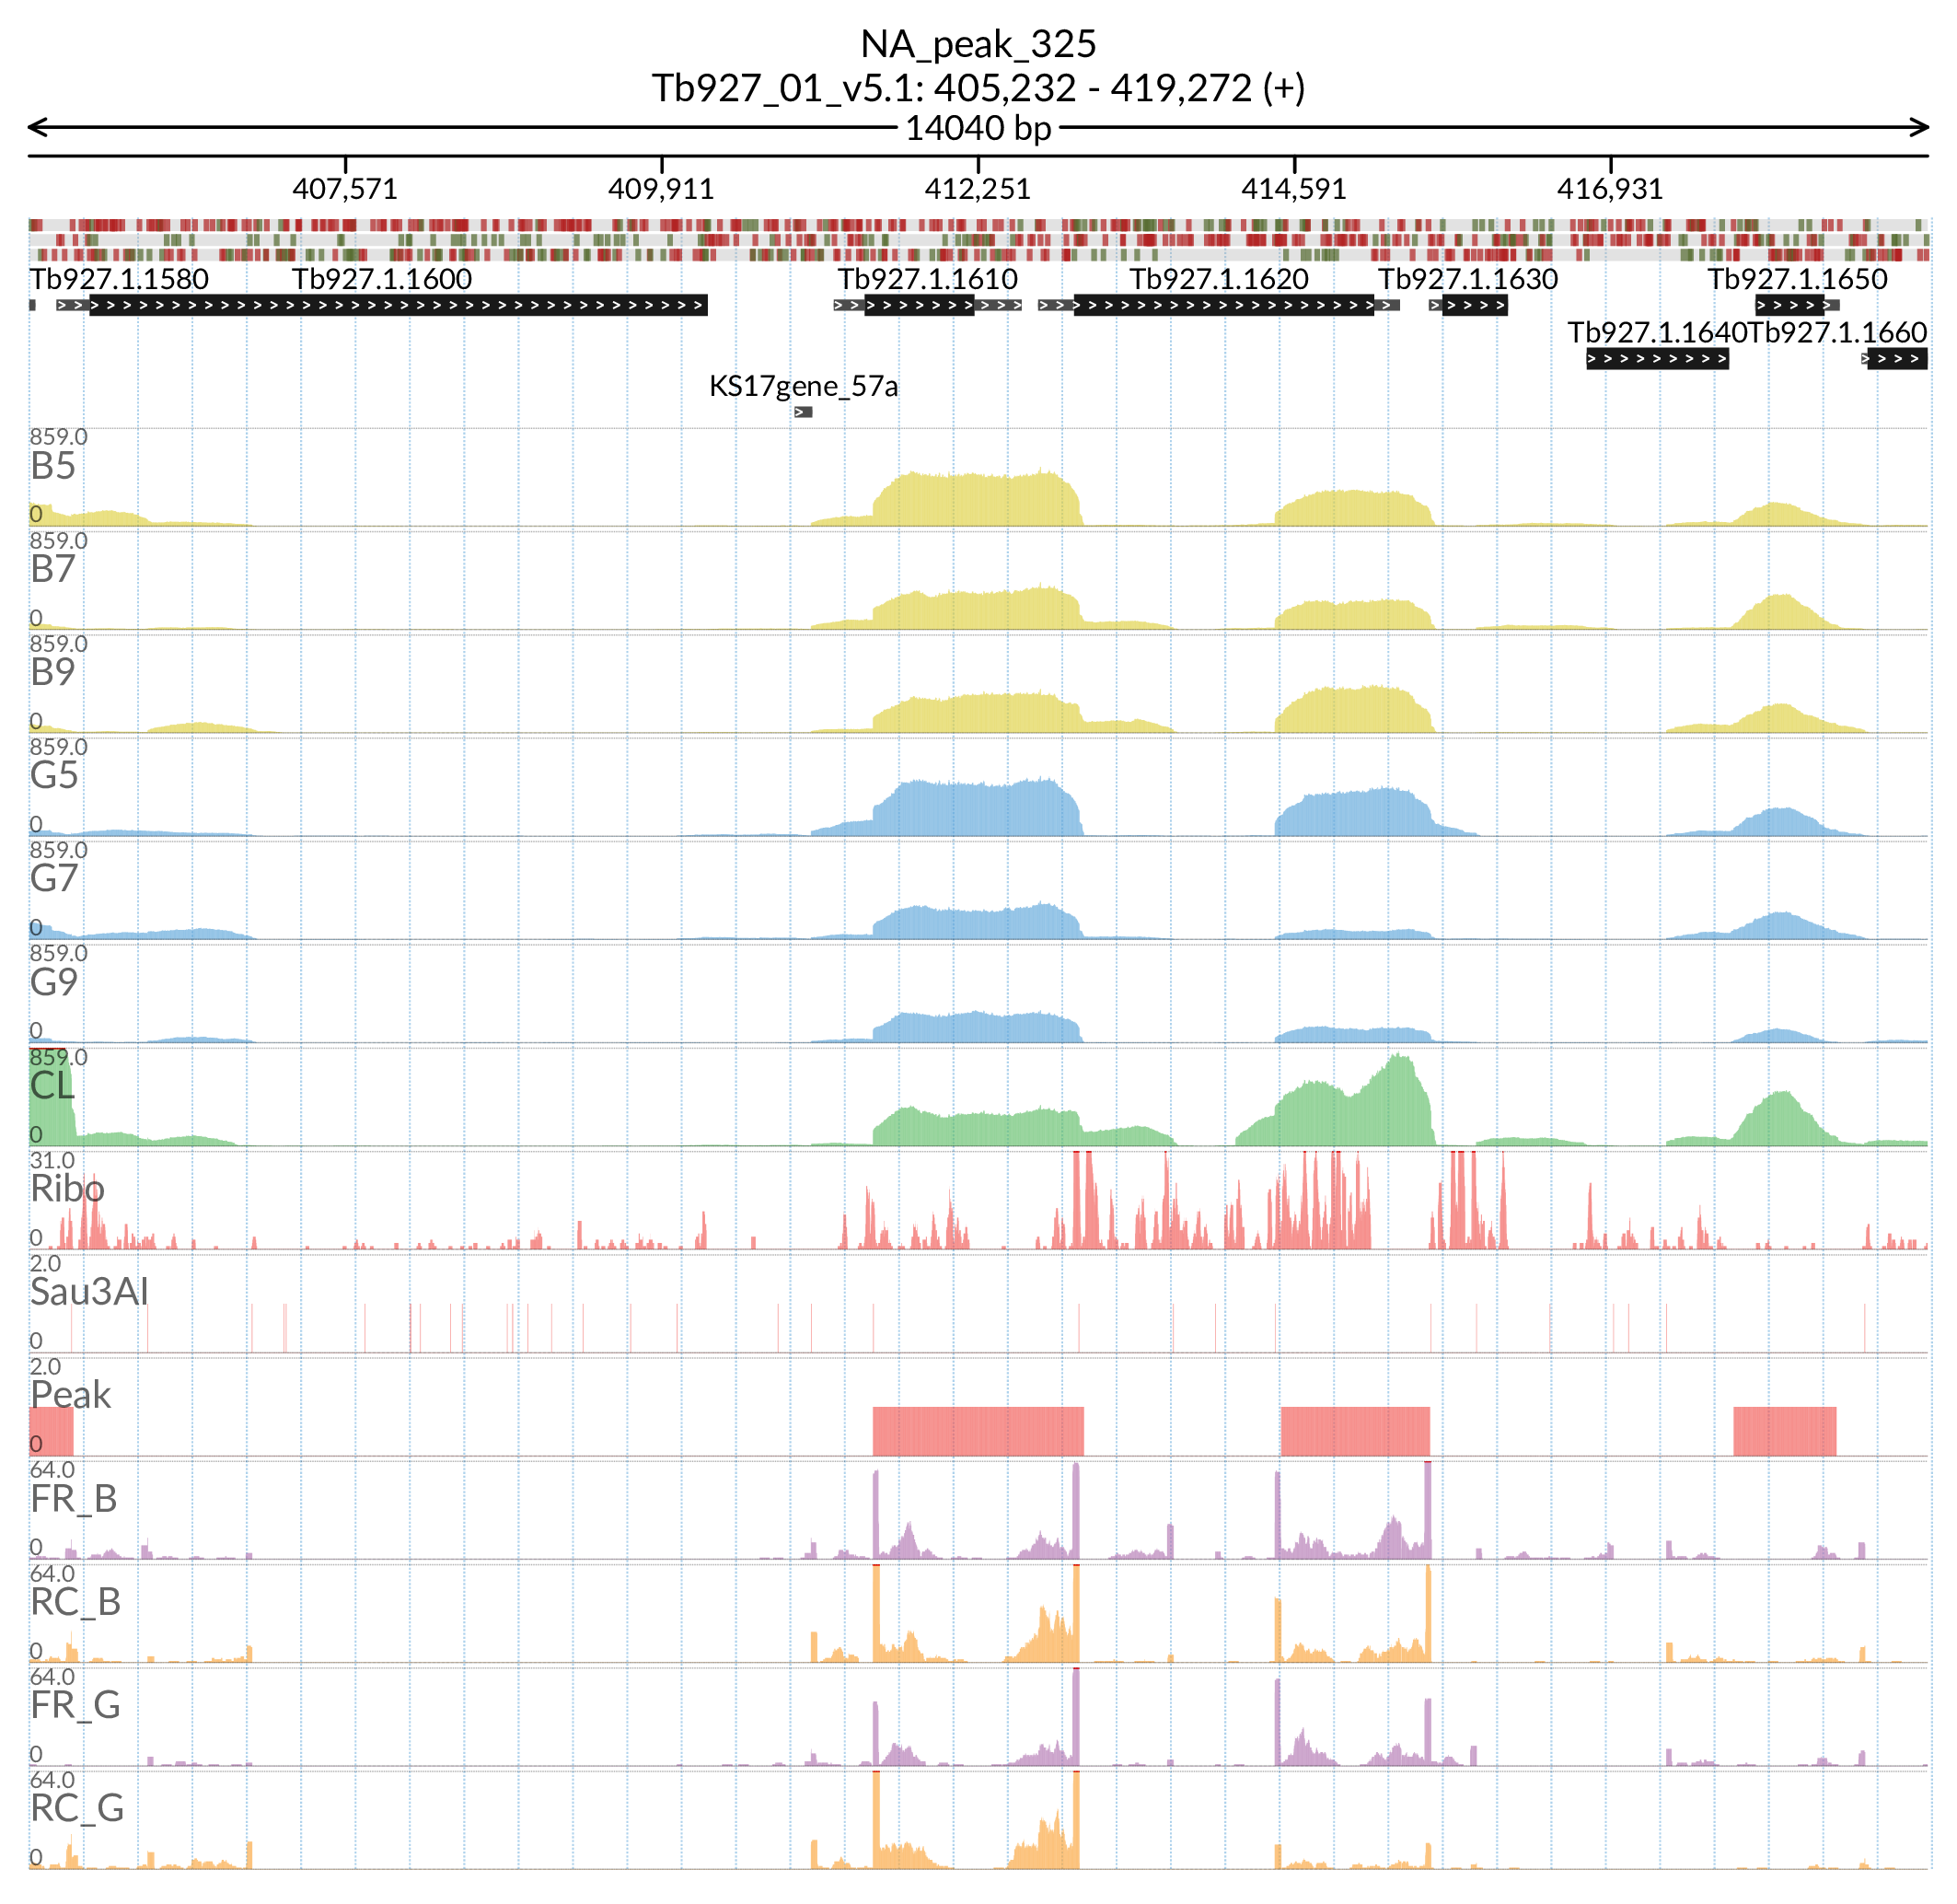 NA_peak_325
Tb927_01_v5.1: 405,232 - 419,272 (+)
14040 bp
407,571 409,911 412,251 414,591 416,931
Tb927.1.1580 Tb927.1.1600 Tb927.1.1610 Tb927.1.1620 Tb927.1.1630 Tb927.1.1650
Tb927.1.1640 Tb927.1.1660
KS17gene_57a
859.0
B5
0
859.0
B7
0
859.0
B9
0
859.0
G5
0
859.0
G7
0
859.0
G9
0
859.0
CL
0
31.0
Ribo
0
2.0
Sau3AI
0
2.0
Peak
0
64.0
FR_B
0
64.0
RC_B
0
64.0
FR_G
0
64.0
RC_G
0